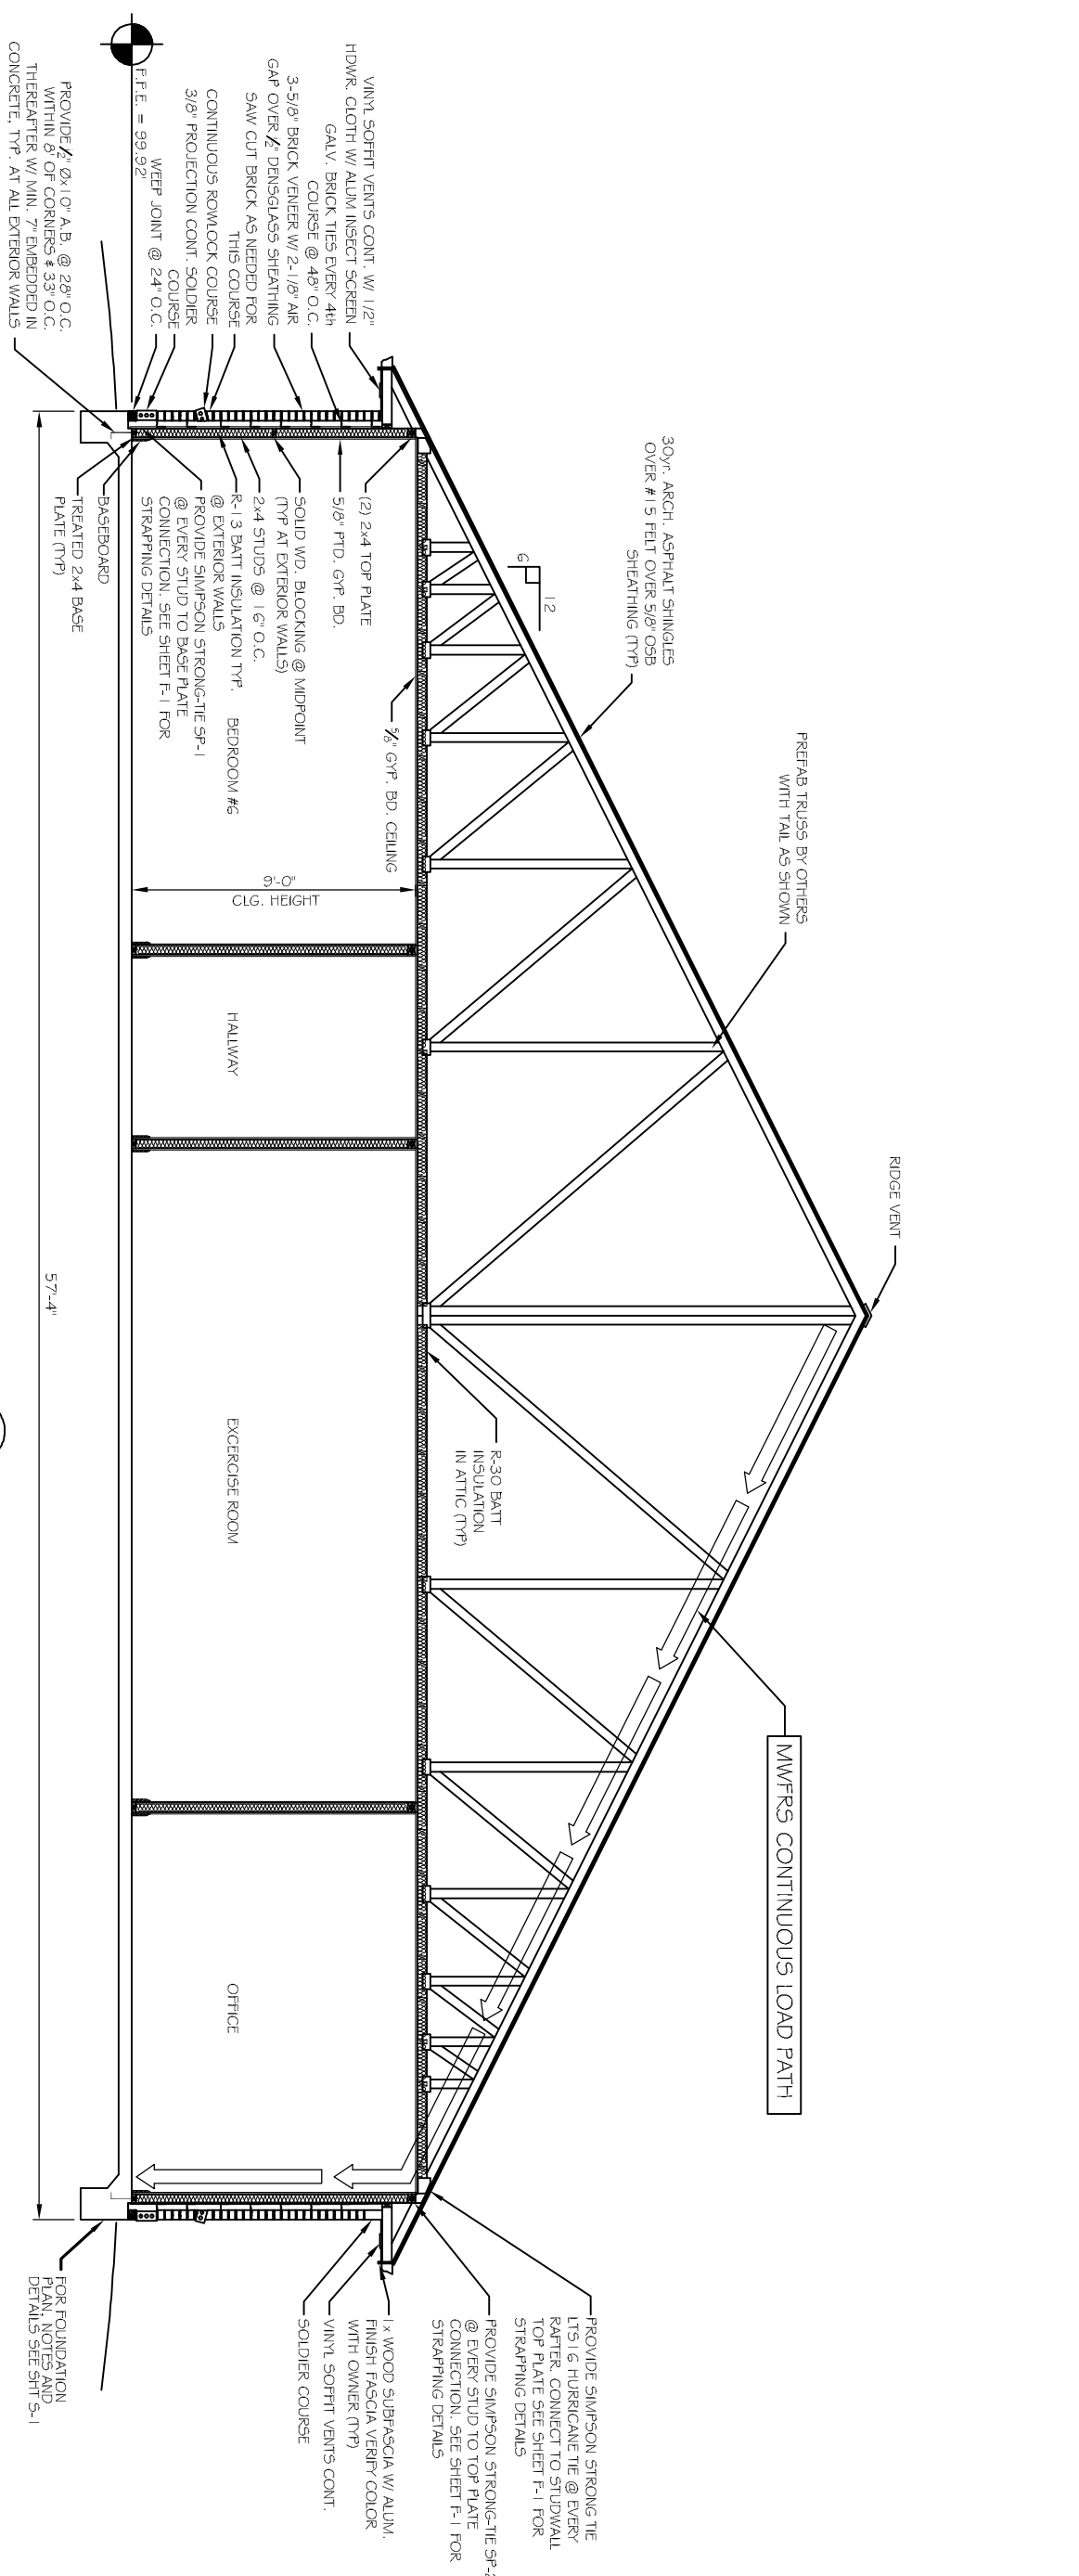 RIDGE VENT
PREFAB TRUSS BY OTHERS
WITH TAIL AS SHOWN
MWFRS CONTINUOUS LOAD PATH
30yr. ARCH. ASPHALT SHINGLES
OVER #15 FELT OVER 5/8" OSB
SHEATHING (TYP)
12
6
R-30 BATT
INSULATION
IN ATTIC (TYP)
VINYL SOFFIT VENTS CONT. W/ 1/2"
HDWR. CLOTH W/ ALUM INSECT SCREEN
GALV. BRICK TIES EVERY 4th
COURSE @ 48" O.C.
3-5/8" BRICK VENEER W/ 2-1/8" AIR
GAP OVER 1/2" DENSGLASS SHEATHING
SAW CUT BRICK AS NEEDED FOR
THIS COURSE
CONTINUOUS ROWLOCK COURSE
3/8" PROJECTION CONT. SOLDIER
COURSE
WEEP JOINT @ 24" O.C.
F.F.E. = 99.92'
PROVIDE 1/2" Øx10" A.B. @ 28" O.C.
WITHIN 8' OF CORNERS & 33" O.C.
THEREAFTER W/ MIN. 7" EMBEDDED IN
CONCRETE, TYP. AT ALL EXTERIOR WALLS
5/8" GYP. BD. CEILING
(2) 2x4 TOP PLATE
5/8" PTD. GYP. BD.
SOLID WD. BLOCKING @ MIDPOINT
(TYP AT EXTERIOR WALLS)
2x4 STUDS @ 16" O.C.
R-13 BATT INSULATION TYP.
@ EXTERIOR WALLS
PROVIDE SIMPSON STRONG-TIE SP-1
@ EVERY STUD TO BASE PLATE
CONNECTION. SEE SHEET F-1 FOR
STRAPPING DETAILS
BASEBOARD
TREATED 2x4 BASE
PLATE (TYP)
BEDROOM #6
9'-0"
CLG. HEIGHT
HALLWAY
EXCERCISE ROOM
OFFICE
57'-4"
PROVIDE SIMPSON STRONG TIE
LTS16 HURRICANE TIE @ EVERY
RAFTER. CONNECT TO STUDWALL
TOP PLATE SEE SHEET F-1 FOR
STRAPPING DETAILS
PROVIDE SIMPSON STRONG-TIE SP-2
@ EVERY STUD TO TOP PLATE
CONNECTION. SEE SHEET F-1 FOR
STRAPPING DETAILS
1x WOOD SUBFASCIA W/ ALUM.
FINISH FASCIA VERIFY COLOR
WITH OWNER (TYP)
VINYL SOFFIT VENTS CONT.
SOLDIER COURSE
FOR FOUNDATION
PLAN, NOTES AND
DETAILS SEE SHT S-1